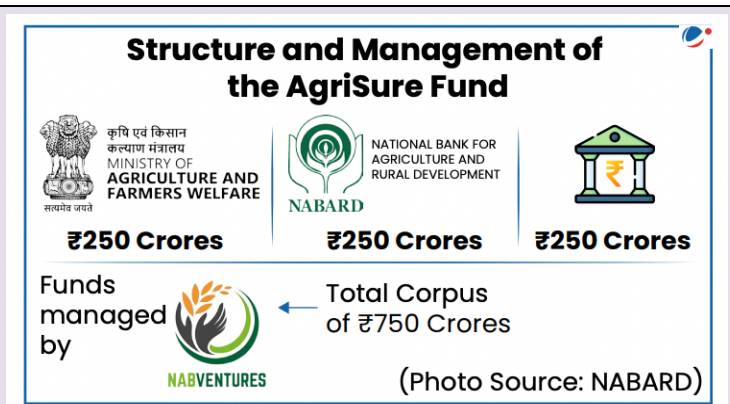 Structure and Management of
the AgriSure Fund
कृषि एवं किसान
कल्याण मंत्रालय
MINISTRY OF
AGRICULTURE AND
FARMERS WELFARE
सत्यमेव जयते
₹250 Crores
NATIONAL BANK FOR
AGRICULTURE AND
RURAL DEVELOPMENT
NABARD
₹250 Crores
₹
₹250 Crores
Funds
managed
by
NABVENTURES
Total Corpus
of ₹750 Crores
(Photo Source: NABARD)